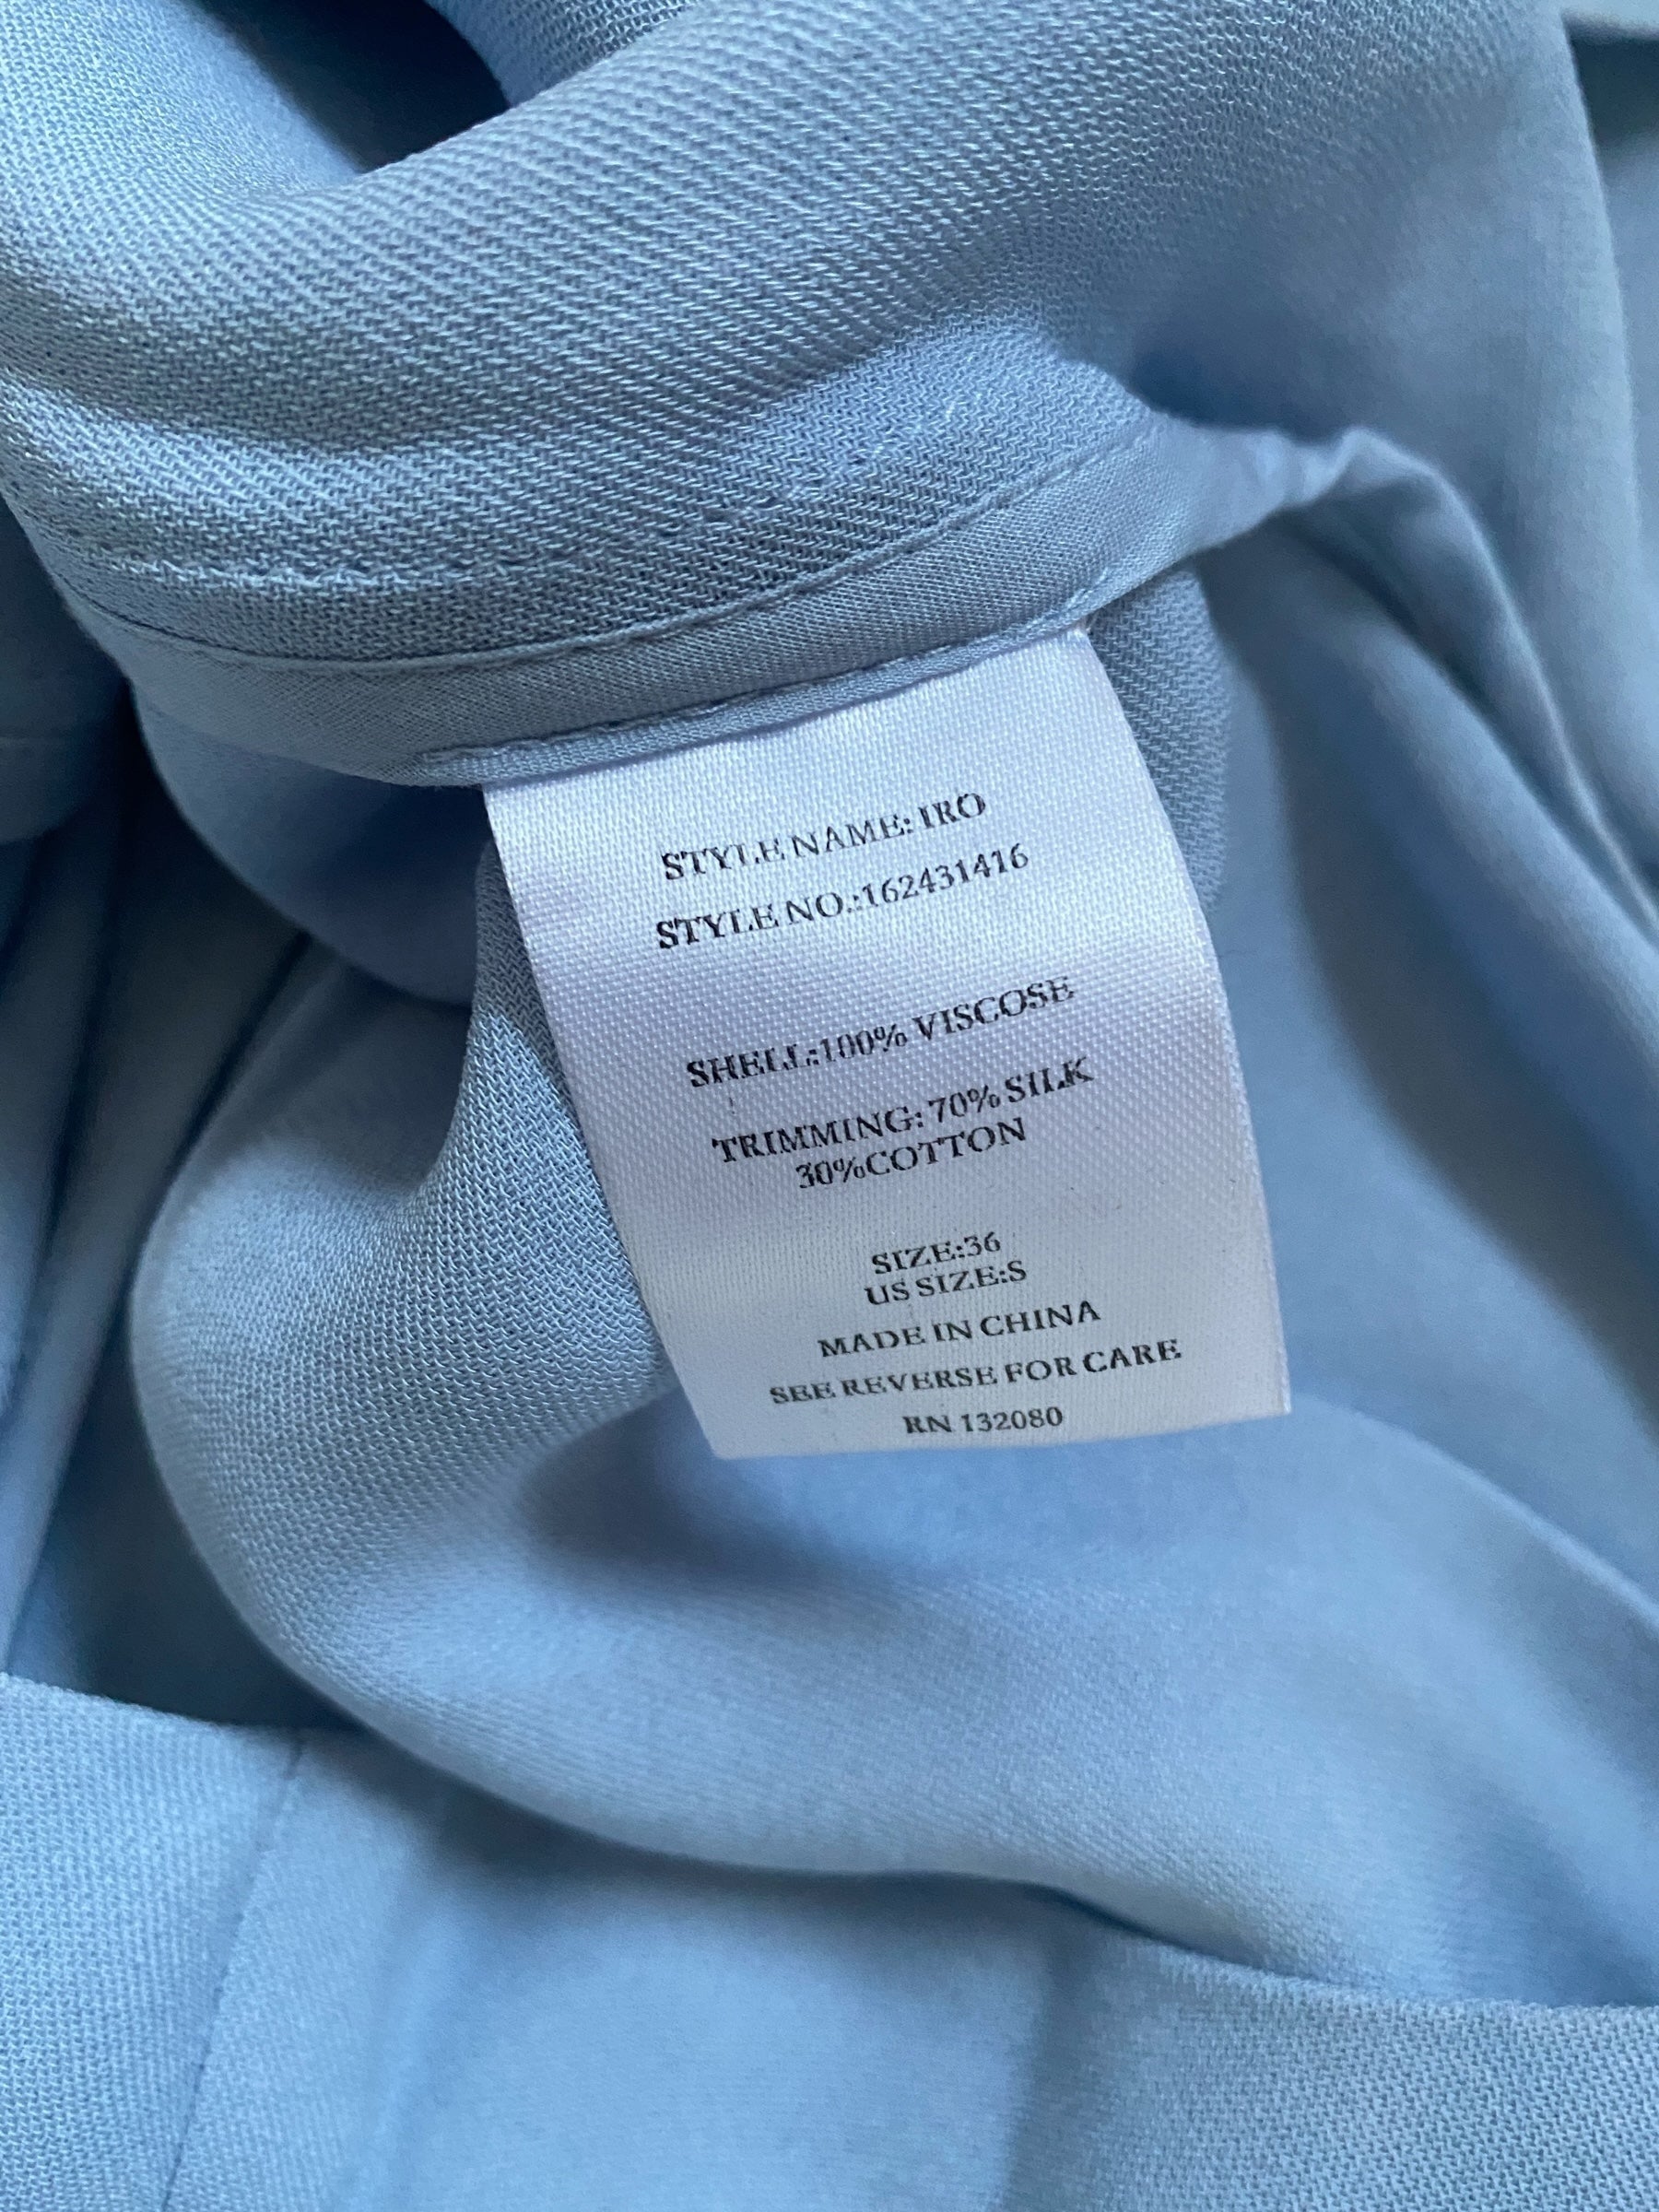 STYLE NAME: IRO
STYLE NO.:162431416
SHELL:100% VISCOSE
TRIMMING: 70% SILK
30%COTTON
SIZE:36
US SIZE:S
MADE IN CHINA
SEE REVERSE FOR CARE
RN 132080